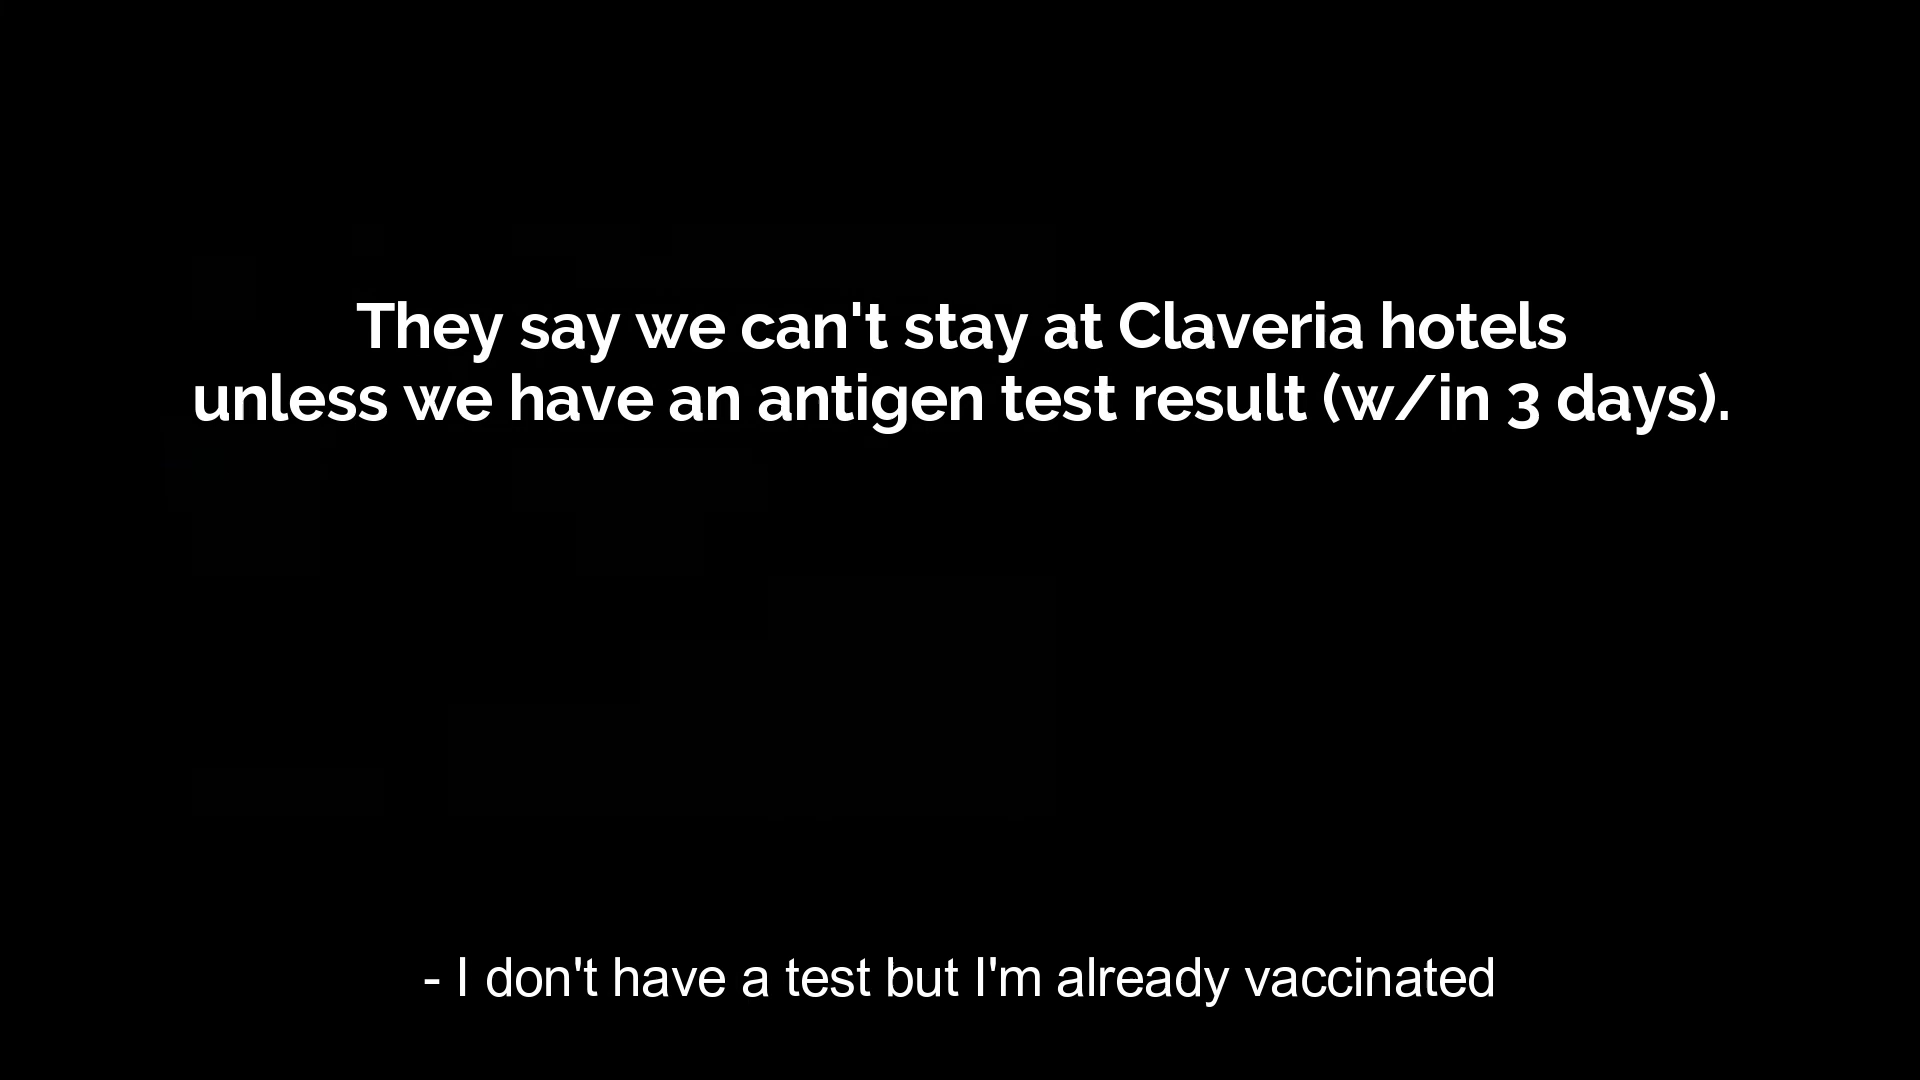 They say we can't stay at Claveria hotels
unless we have an antigen test result (w/in 3 days).
- I don't have a test but I'm already vaccinated